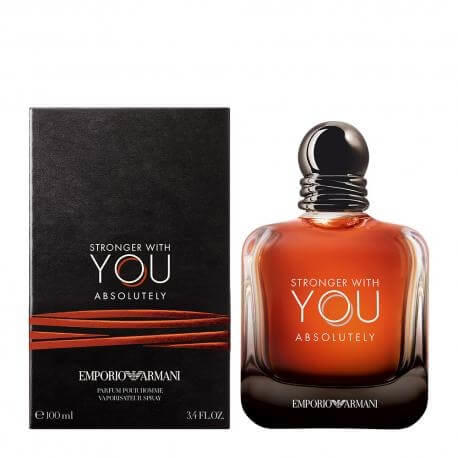 STRONGER WITH
YOU
ABSOLUTELY
EMPORIO ARMANI
PARFUM POUR HOMME
VAPORISATEUR SPRAY
℮ 100 ml 3.4 FL.OZ.
STRONGER WITH
YOU
ABSOLUTELY
EMPORIO ARMANI